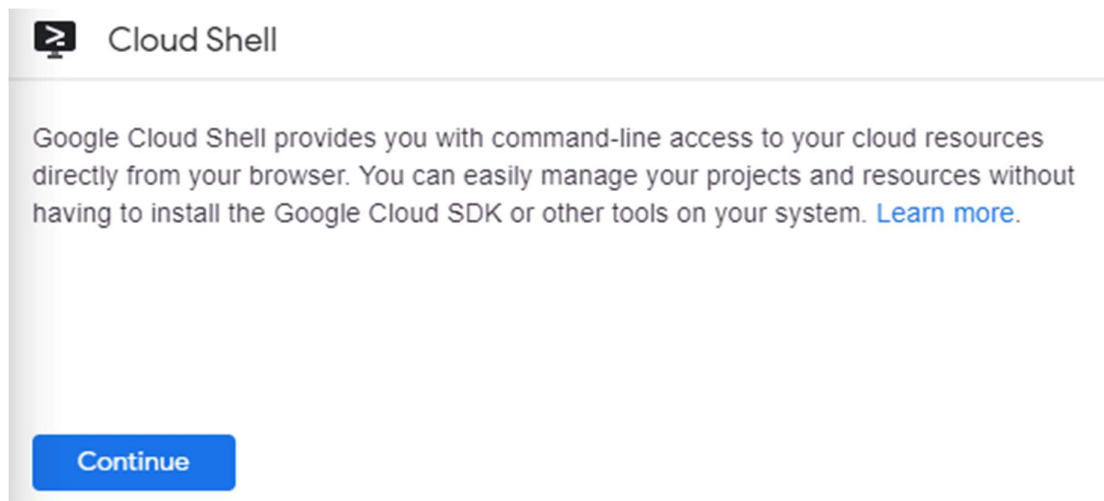 Cloud Shell
Google Cloud Shell provides you with command-line access to your cloud resources
directly from your browser. You can easily manage your projects and resources without
having to install the Google Cloud SDK or other tools on your system. Learn more.
Continue